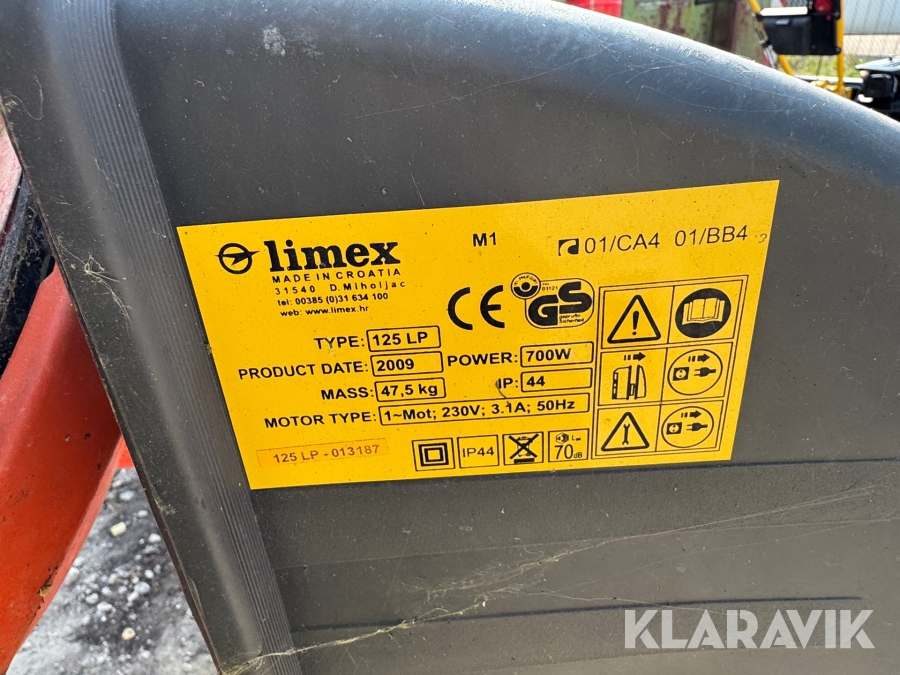 limex M1 01/CA4 01/BB4
MADE IN CROATIA
31540 D.Miholjac
tel: 00385 (0)31 634 100
web: www.limex.hr
CE GS
geprüfte Sicherheit
TYPE: 125 LP
PRODUCT DATE: 2009 POWER: 700W
MASS: 47,5 kg IP: 44
MOTOR TYPE: 1~Mot; 230V; 3.1A; 50Hz
125 LP - 013187 IP44 70dB
KLARAVIK